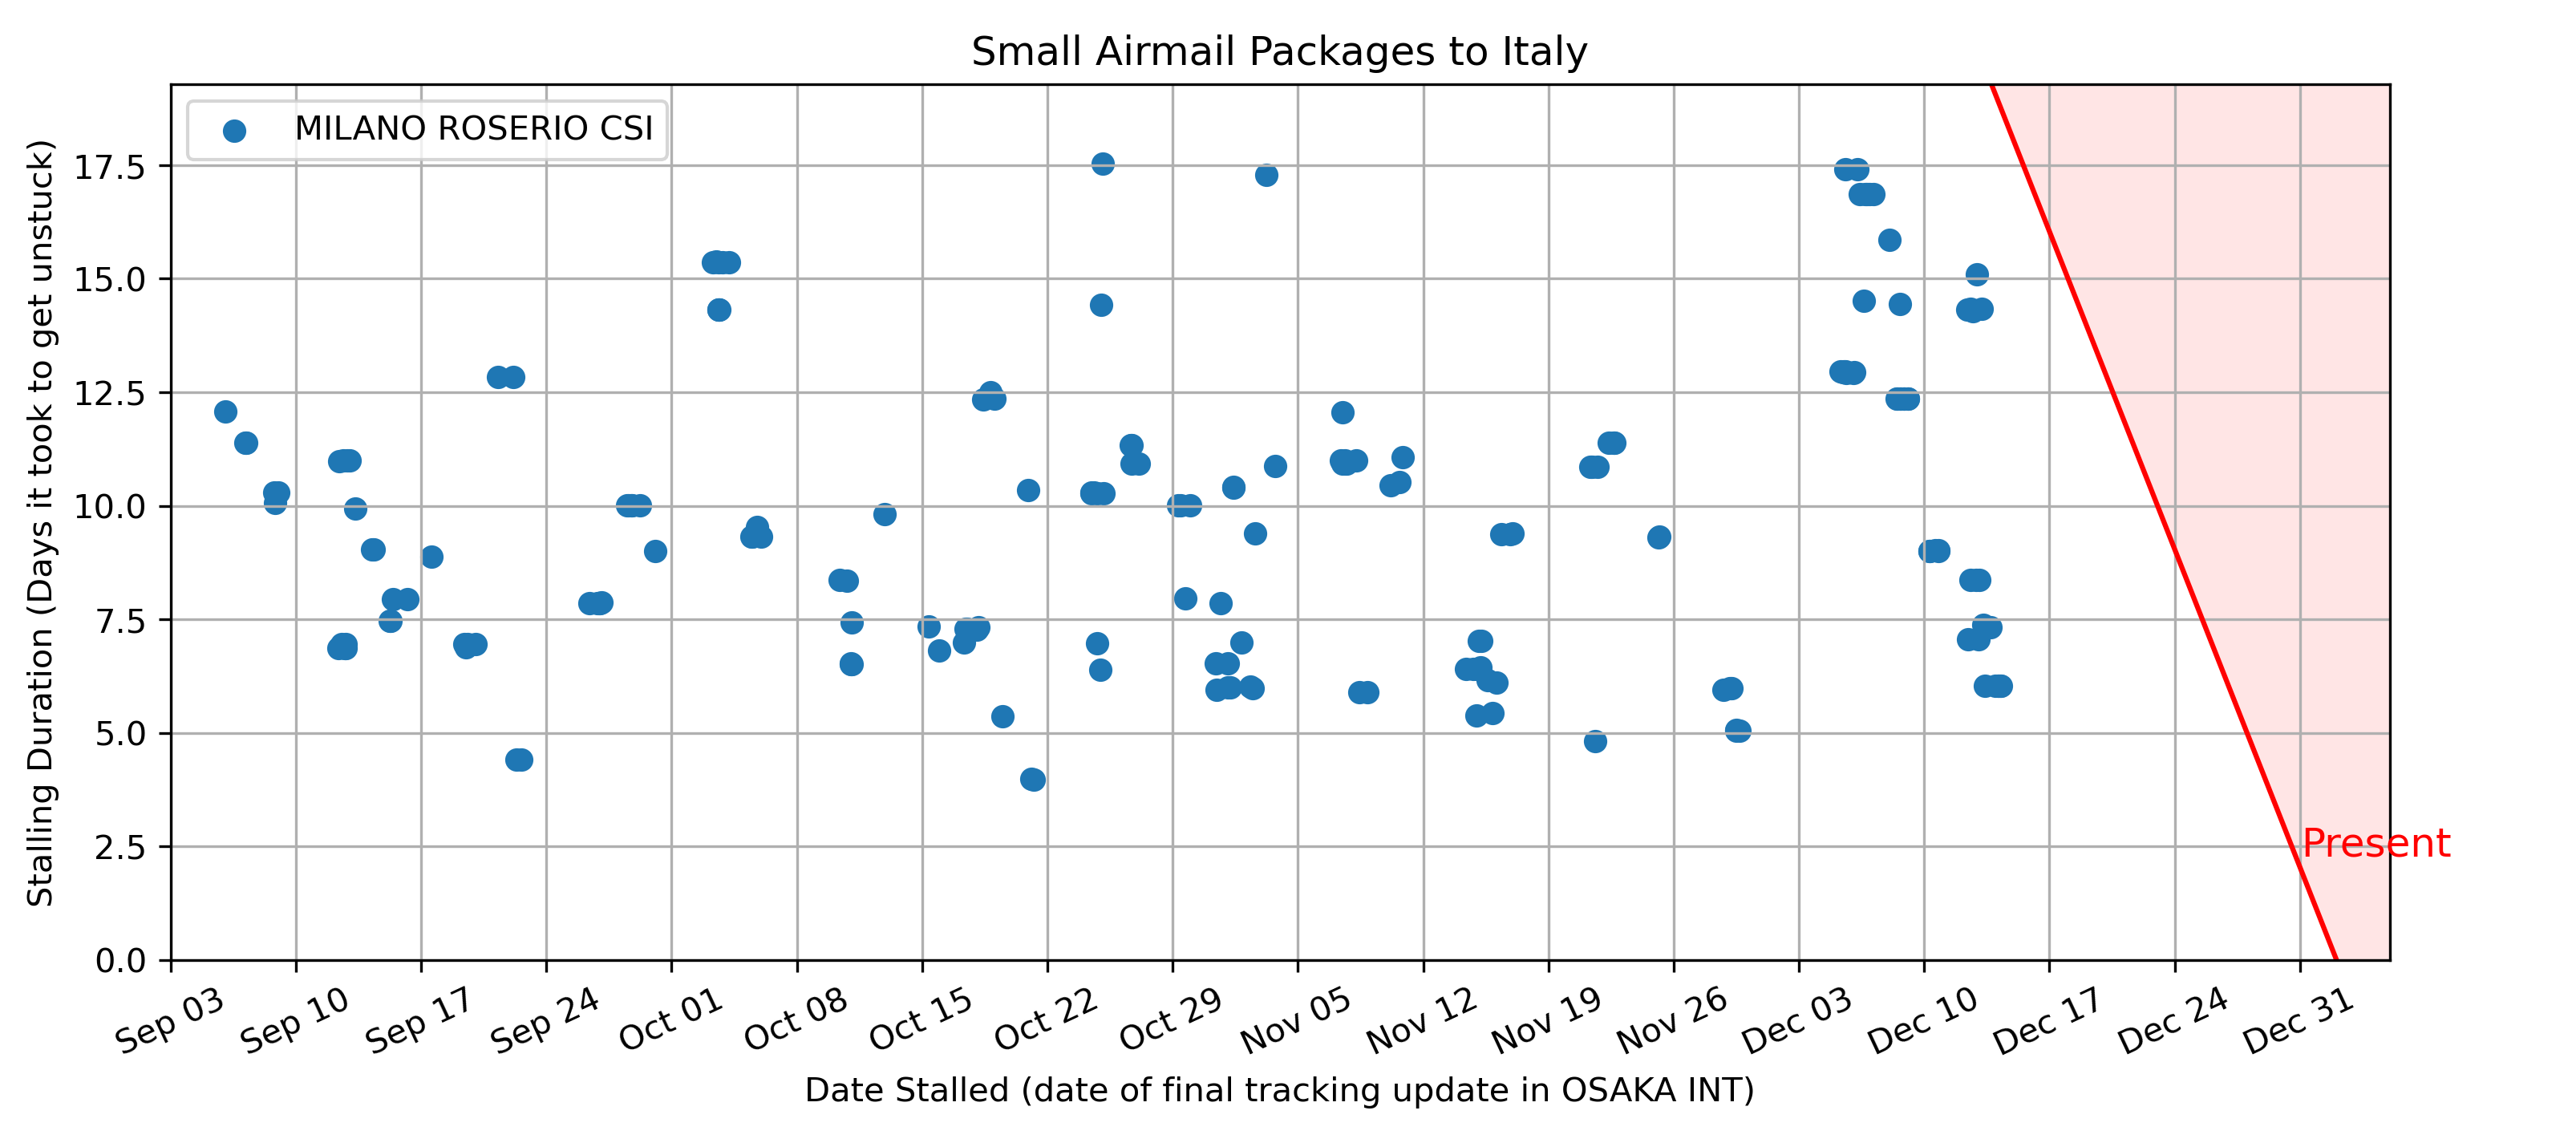 Small Airmail Packages to Italy
MILANO ROSERIO CSI
Stalling Duration (Days it took to get unstuck)
17.5
15.0
12.5
10.0
7.5
5.0
2.5
0.0
Present
Sep 03 Sep 10 Sep 17 Sep 24 Oct 01 Oct 08 Oct 15 Oct 22 Oct 29 Nov 05 Nov 12 Nov 19 Nov 26 Dec 03 Dec 10 Dec 17 Dec 24 Dec 31
Date Stalled (date of final tracking update in OSAKA INT)